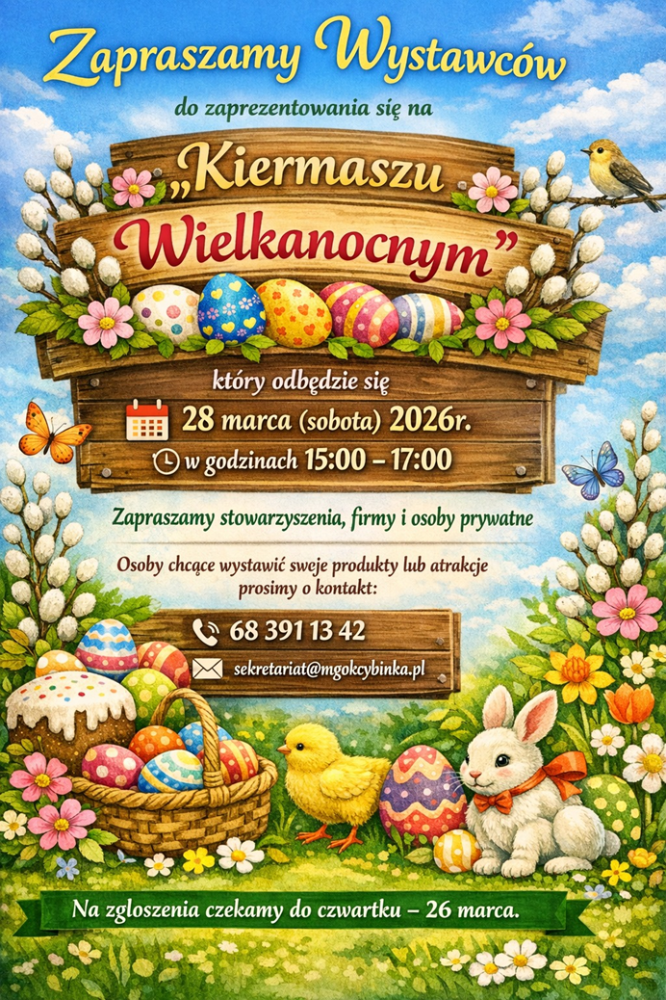 Zapraszamy Wystawców
do zaprezentowania się na
„Kiermaszu
Wielkanocnym”
który odbędzie się
28 marca (sobota) 2026r.
w godzinach 15:00 – 17:00
Zapraszamy stowarzyszenia, firmy i osoby prywatne
Osoby chcące wystawić sweje produkty lub atrakcje
prosimy o kontakt:
68 391 13 42
sekretariat@mgokcybinka.pl
Na zgloszenia czekamy do czwartku – 26 marca.